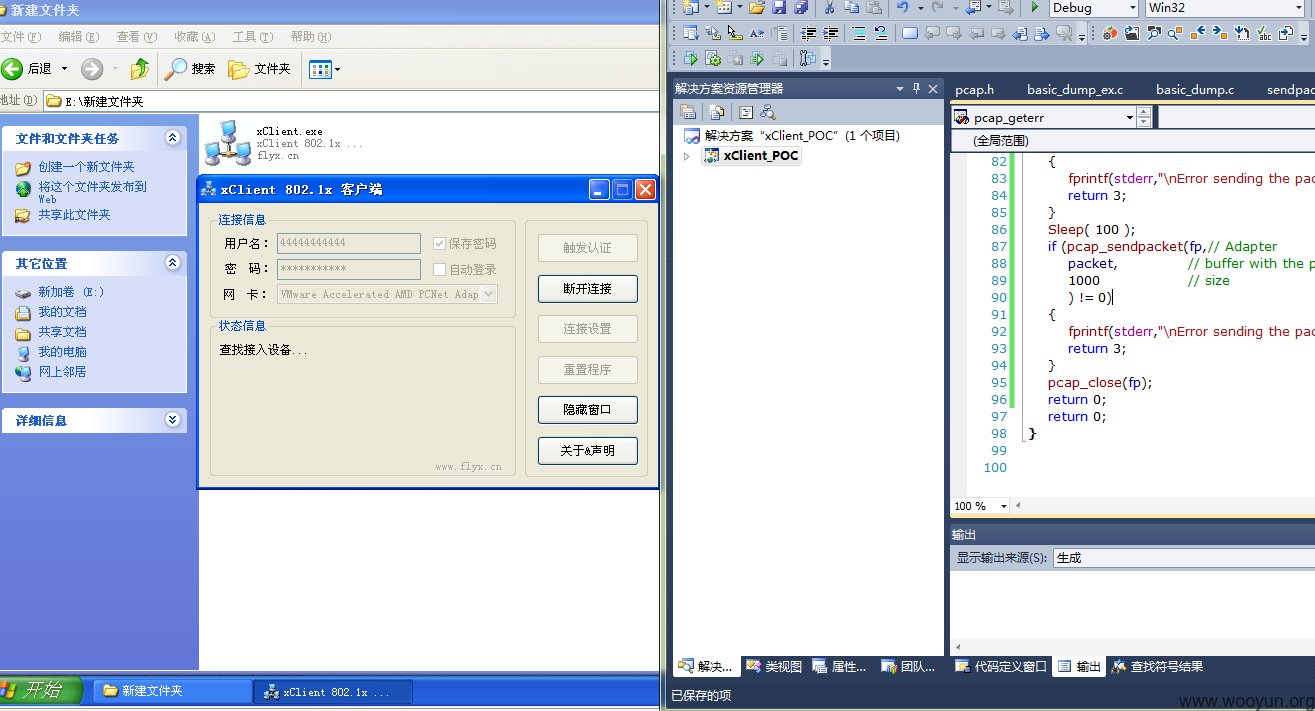 新建文件夹
文件(F) 编辑(E) 查看(V) 收藏(A) 工具(T) 帮助(H)
后退 搜索 文件夹
地址(D) E:\新建文件夹
文件和文件夹任务
创建一个新文件夹
将这个文件夹发布到
Web
共享此文件夹
其它位置
新加卷 (E:)
我的文档
共享文档
我的电脑
网上邻居
详细信息
xClient.exe
xClient 802.1x ...
flyx.cn
xClient 802.1x 客户端
连接信息
用户名: 44444444444 保存密码
密 码: *********** 自动登录
网 卡: VMware Accelerated AMD PCNet Adap
状态信息
查找接入设备...
www.flyx.cn
触发认证
断开连接
连接设置
重置程序
隐藏窗口
关于&声明
开始 新建文件夹 xClient 802.1x ...
Debug Win32
解决方案资源管理器
解决方案“xClient_POC”(1 个项目)
xClient_POC
pcap.h basic_dump_ex.c basic_dump.c sendpac
pcap_geterr
(全局范围)
82 {
83 fprintf(stderr,"\nError sending the pac
84 return 3;
85 }
86 Sleep( 100 );
87 if (pcap_sendpacket(fp,// Adapter
88 packet, // buffer with the p
89 1000 // size
90 ) != 0)
91 {
92 fprintf(stderr,"\nError sending the pac
93 return 3;
94 }
95 pcap_close(fp);
96 return 0;
97 return 0;
98 }
99
100
100 %
输出
显示输出来源(S): 生成
解决... 类视图 属性... 团队... 代码定义窗口 输出 查找符号结果
已保存的项
www.wooyun.org